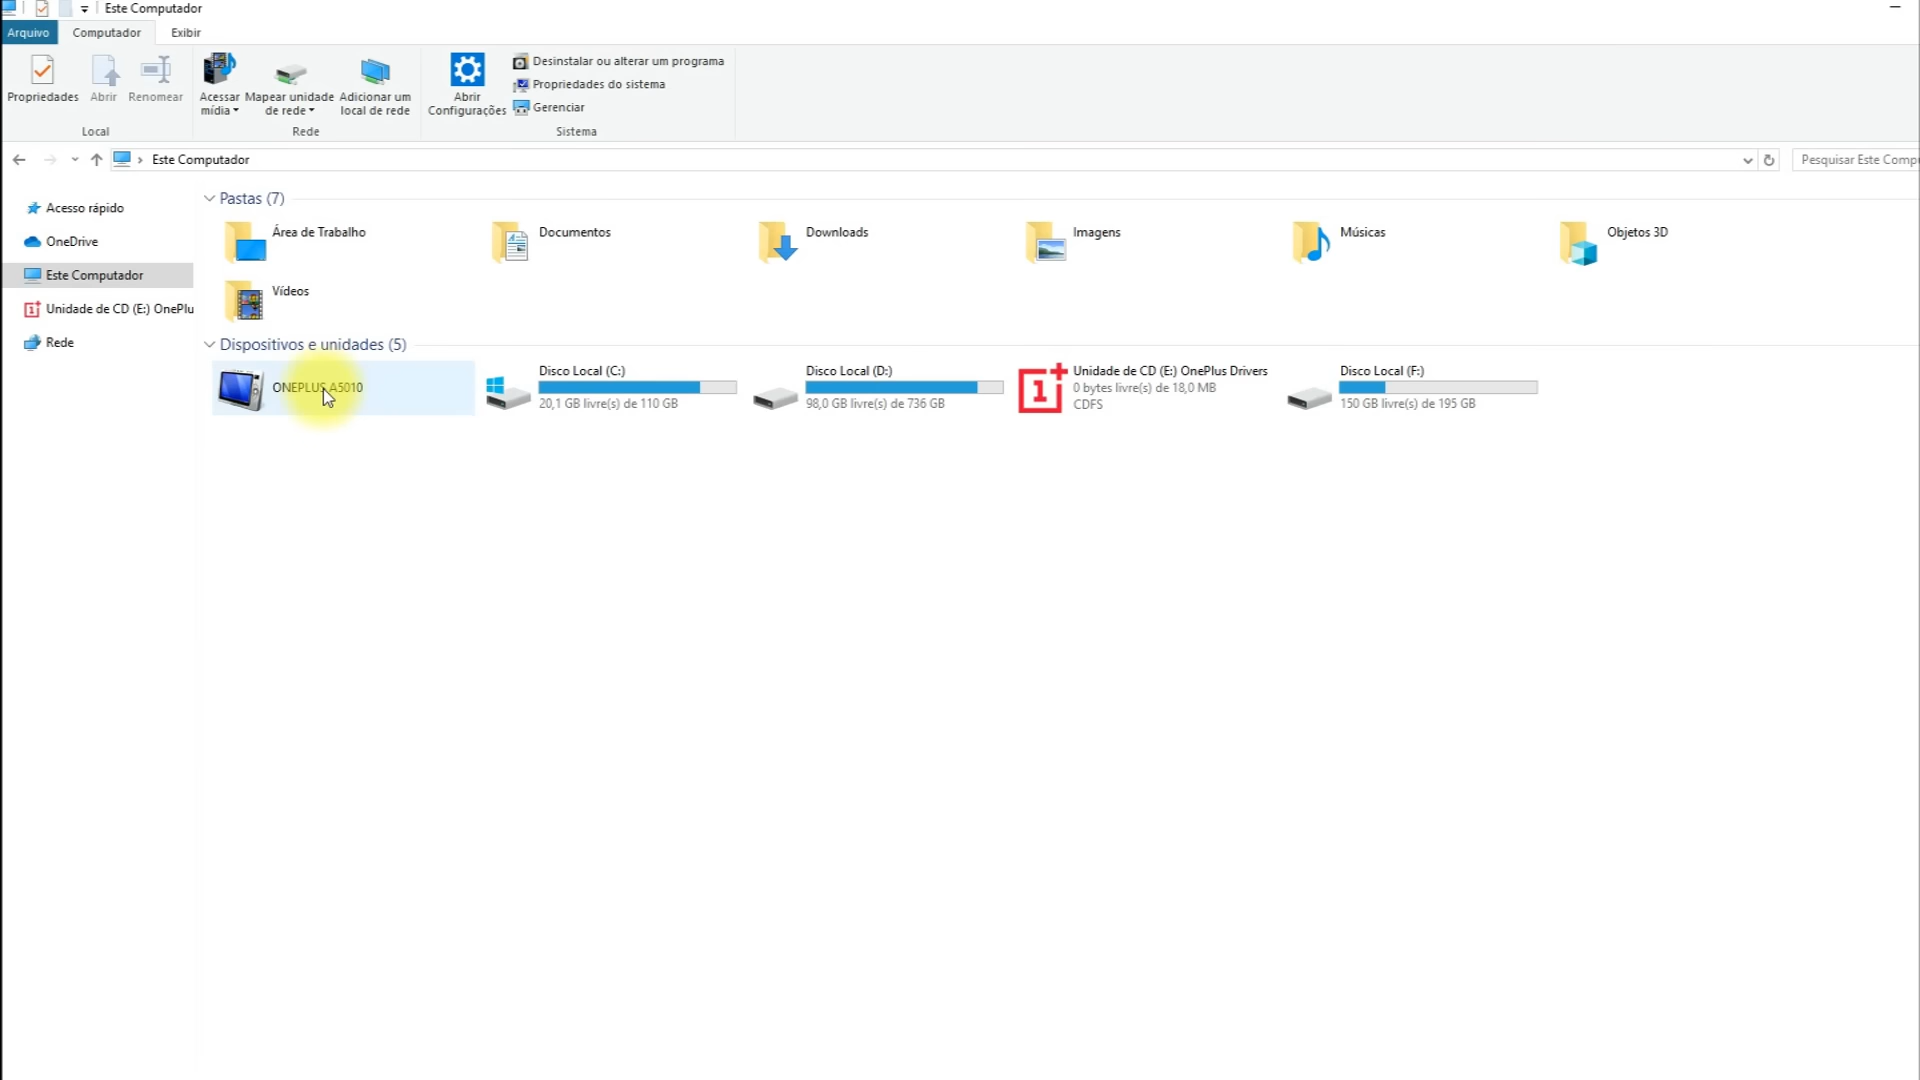 Este Computador
Arquivo Computador Exibir
Propriedades
Abrir
Renomear
Local
Acessar
mídia
Mapear unidade
de rede
Adicionar um
local de rede
Rede
Abrir
Configurações
Desinstalar ou alterar um programa
Propriedades do sistema
Gerenciar
Sistema
Este Computador
Pesquisar Este Comp
Acesso rápido
OneDrive
Este Computador
Unidade de CD (E:) OnePlu
Rede
Pastas (7)
Área de Trabalho
Documentos
Downloads
Imagens
Músicas
Objetos 3D
Vídeos
Dispositivos e unidades (5)
ONEPLUS A5010
Disco Local (C:)
20,1 GB livre(s) de 110 GB
Disco Local (D:)
98,0 GB livre(s) de 736 GB
Unidade de CD (E:) OnePlus Drivers
0 bytes livre(s) de 18,0 MB
CDFS
Disco Local (F:)
150 GB livre(s) de 195 GB